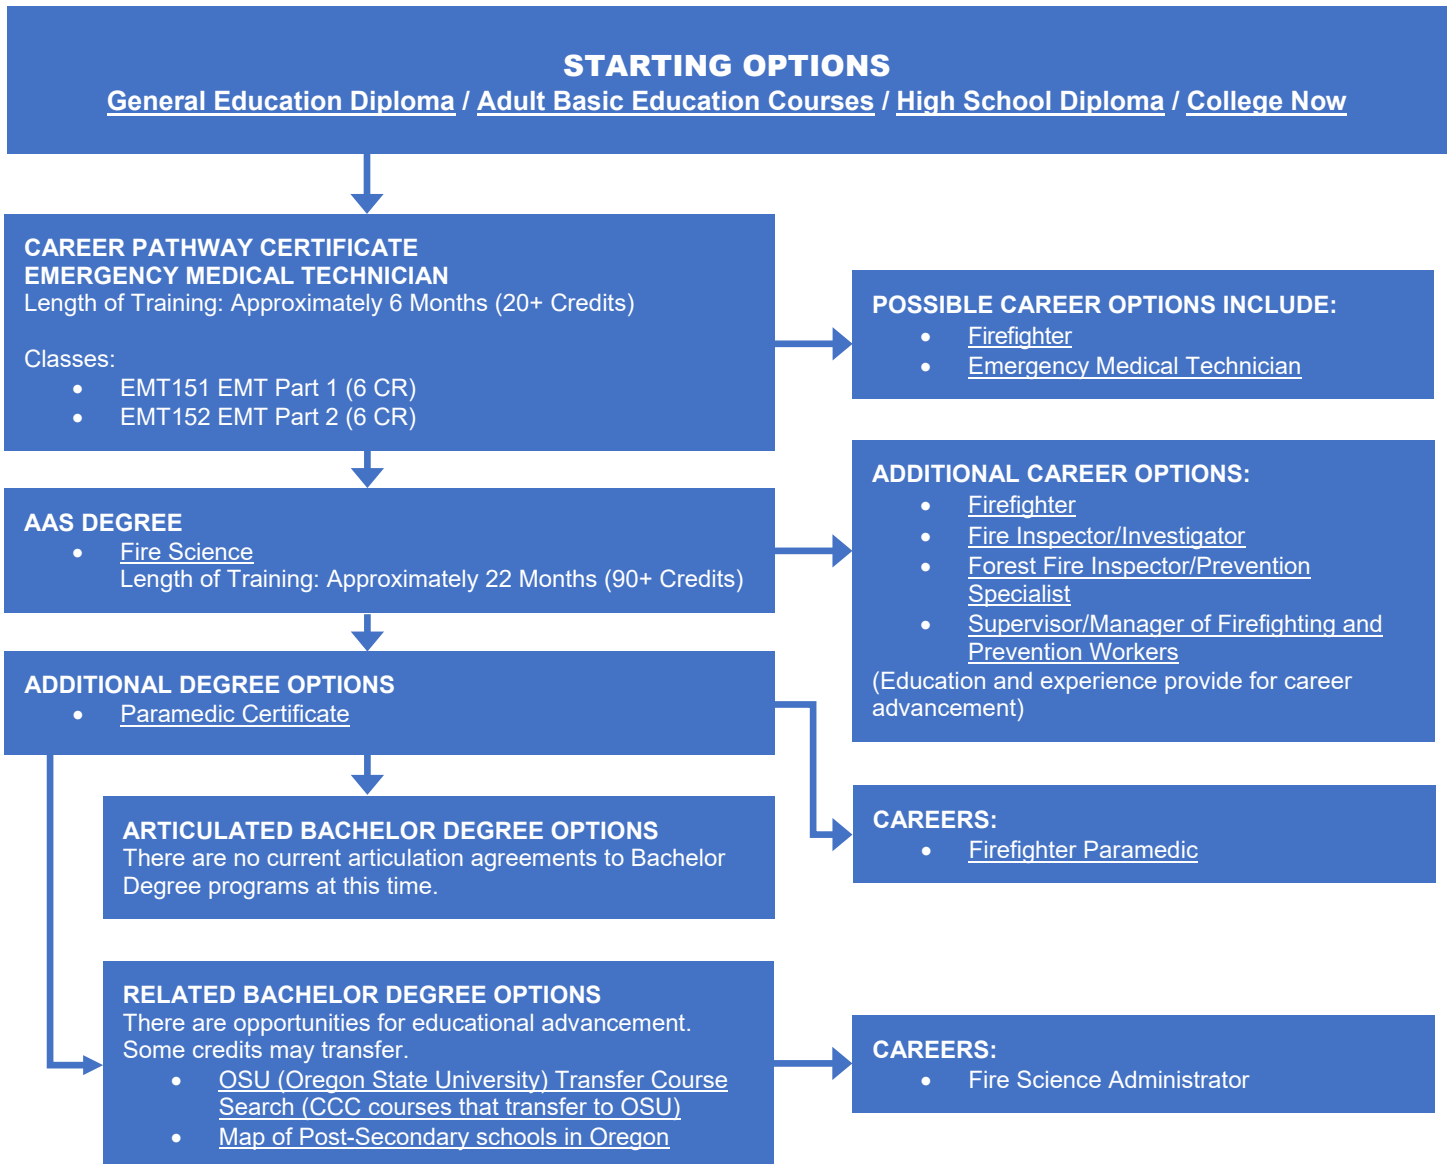 STARTING OPTIONS
General Education Diploma / Adult Basic Education Courses / High School Diploma / College Now
CAREER PATHWAY CERTIFICATE
EMERGENCY MEDICAL TECHNICIAN
Length of Training: Approximately 6 Months (20+ Credits)
Classes:
• EMT151 EMT Part 1 (6 CR)
• EMT152 EMT Part 2 (6 CR)
POSSIBLE CAREER OPTIONS INCLUDE:
• Firefighter
• Emergency Medical Technician
AAS DEGREE
• Fire Science
Length of Training: Approximately 22 Months (90+ Credits)
ADDITIONAL CAREER OPTIONS:
• Firefighter
• Fire Inspector/Investigator
• Forest Fire Inspector/Prevention
Specialist
• Supervisor/Manager of Firefighting and
Prevention Workers
(Education and experience provide for career
advancement)
ADDITIONAL DEGREE OPTIONS
• Paramedic Certificate
CAREERS:
• Firefighter Paramedic
ARTICULATED BACHELOR DEGREE OPTIONS
There are no current articulation agreements to Bachelor
Degree programs at this time.
RELATED BACHELOR DEGREE OPTIONS
There are opportunities for educational advancement.
Some credits may transfer.
• OSU (Oregon State University) Transfer Course
Search (CCC courses that transfer to OSU)
• Map of Post-Secondary schools in Oregon
CAREERS:
• Fire Science Administrator